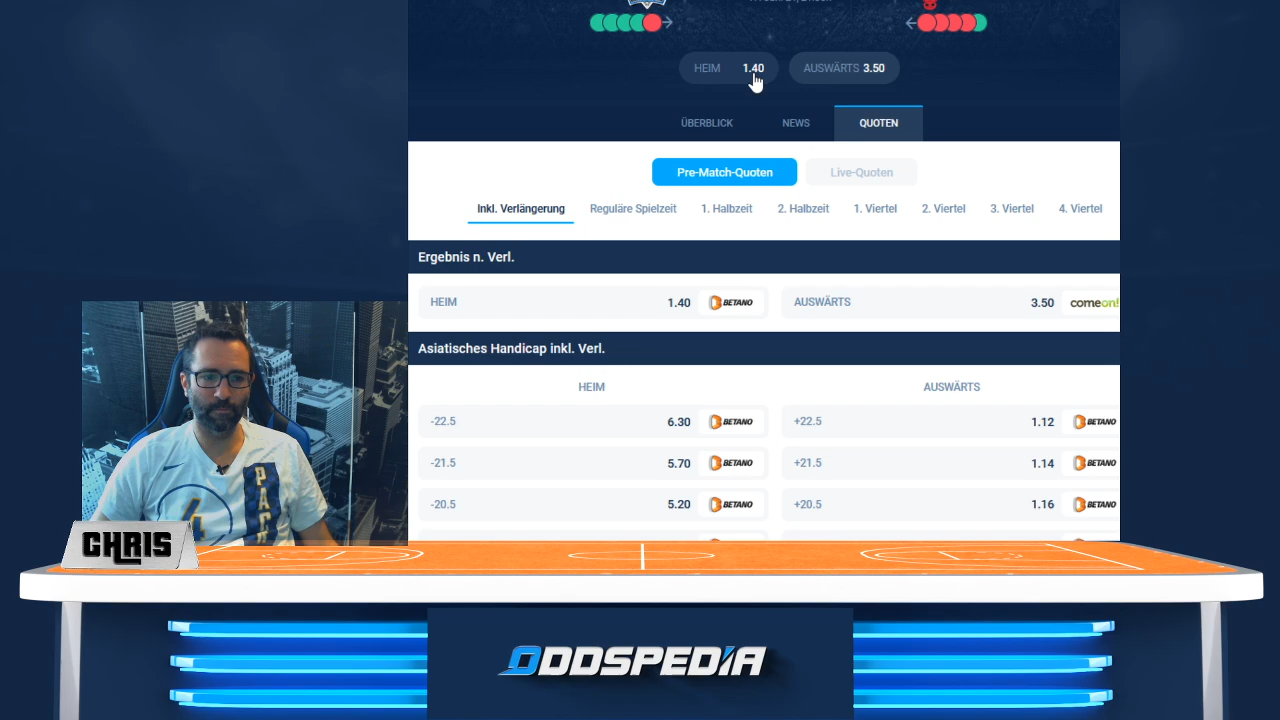 HEIM 1.40 AUSWÄRTS 3.50
ÜBERBLICK NEWS QUOTEN
Pre-Match-Quoten Live-Quoten
Inkl. Verlängerung Reguläre Spielzeit 1. Halbzeit 2. Halbzeit 1. Viertel 2. Viertel 3. Viertel 4. Viertel
Ergebnis n. Verl.
HEIM 1.40 BETANO AUSWÄRTS 3.50 comeon!
Asiatisches Handicap inkl. Verl.
HEIM AUSWÄRTS
-22.5 6.30 BETANO +22.5 1.12 BETANO
-21.5 5.70 BETANO +21.5 1.14 BETANO
-20.5 5.20 BETANO +20.5 1.16 BETANO
4
CHRIS
ODDSPEDIA